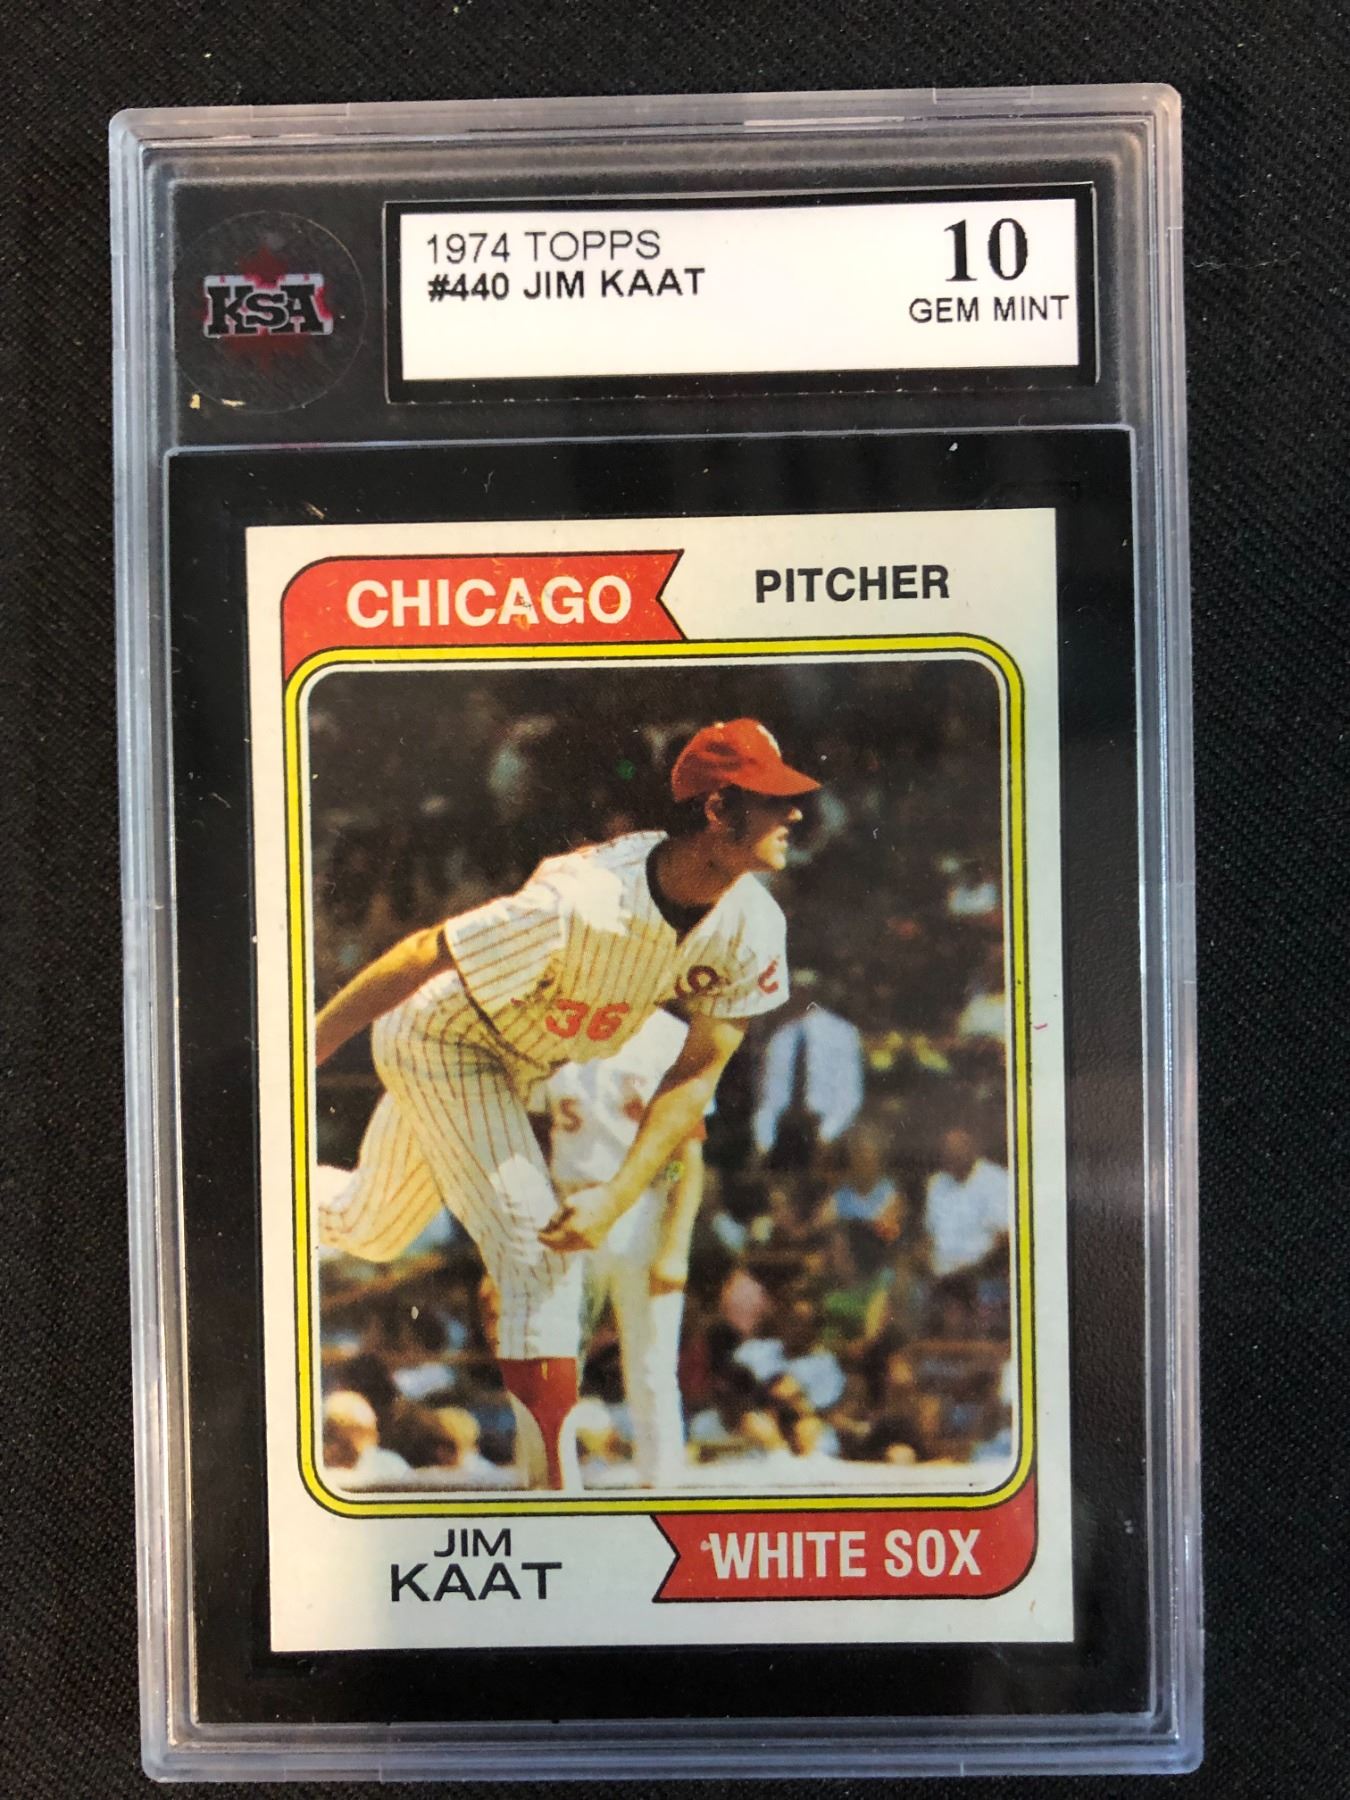 KSA
1974 TOPPS
#440 JIM KAAT
10
GEM MINT
CHICAGO
PITCHER
36
S
JIM
KAAT
WHITE SOX